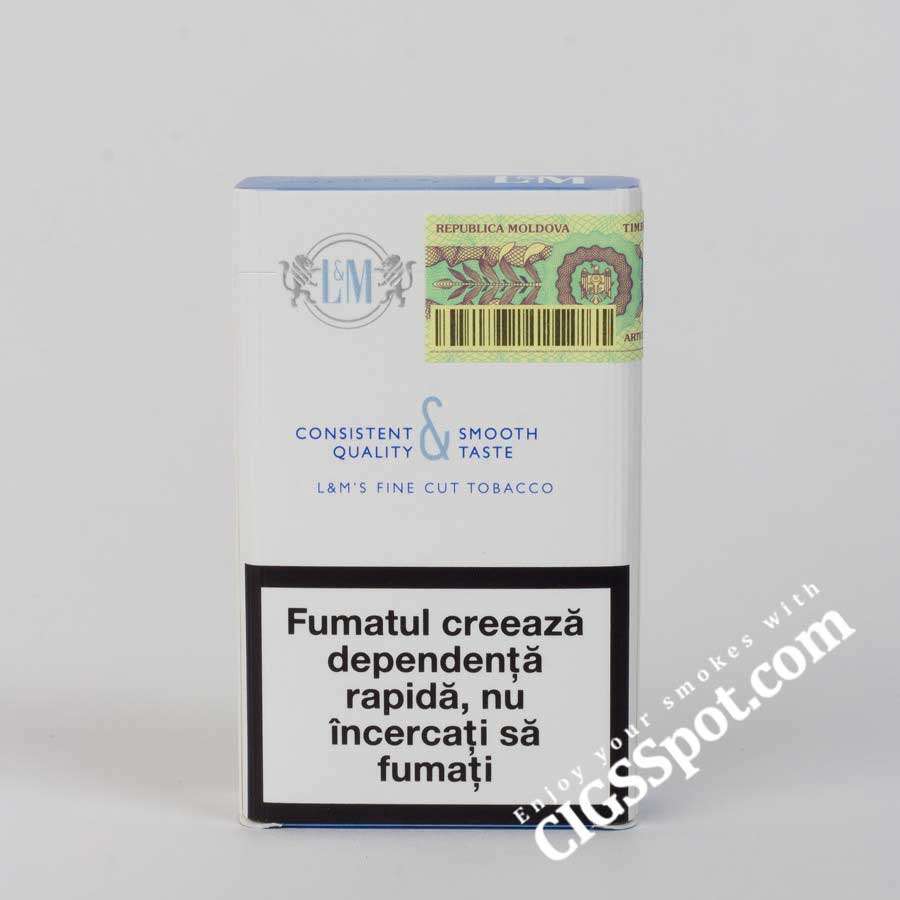 L&M
REPUBLICA MOLDOVA
L&M
CONSISTENT & SMOOTH
QUALITY TASTE
L&M'S FINE CUT TOBACCO
Fumatul creează
dependență
rapidă, nu
încercați să
fumați
Enjoy your smokes with
CIGSSpot.com